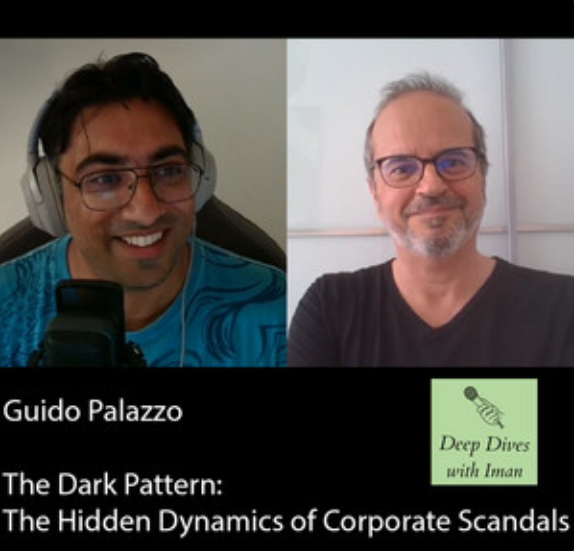 Guido Palazzo
Deep Dives
with Iman
The Dark Pattern:
The Hidden Dynamics of Corporate Scandals